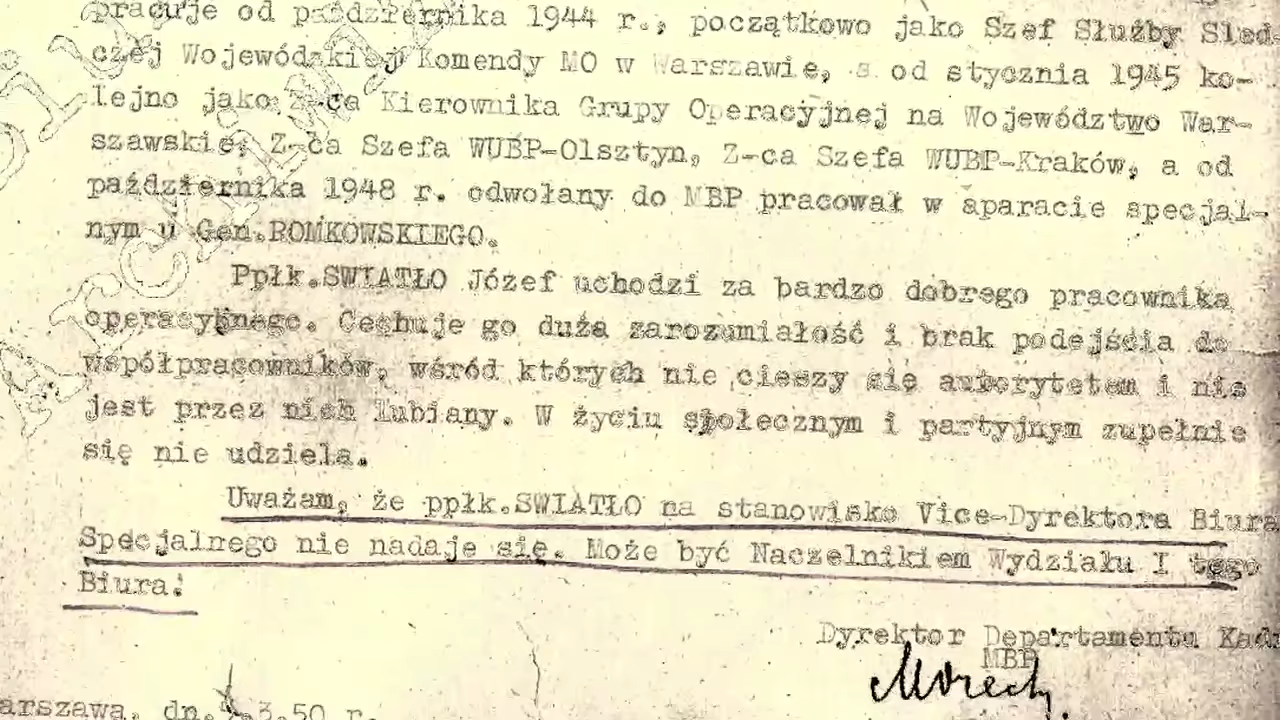 pracuje od października 1944 r., początkowo jako Szef Służby Sled-
czej Wojewódzkiej Komendy MO w Warszawie, a od stycznia 1945 ko-
lejno jako Z-ca Kierownika Grupy Operacyjnej na Województwo War-
szawskie, Z-ca Szefa WUBP-Olsztyn, Z-ca Szefa WUBP-Kraków, a od
października 1948 r. odwołany do MBP pracował w aparacie specjal-
nym u Gen.ROMKOWSKIEGO.
Ppłk.SWIATŁO Józef uchodzi za bardzo dobrego pracownika
operacyjnego. Cechuje go duża zarozumiałość i brak podejścia do
współpracowników, wśród których nie cieszy się autorytetem i nie
jest przez nich lubiany. W życiu społecznym i partyjnym zupełnie
się nie udziela.
Uważam, że ppłk.SWIATŁO na stanowisko Vice-Dyrektora Biura
Specjalnego nie nadaje się. Może być Naczelnikiem Wydziału I tego
Biura.
Dyrektor Departamentu Kadr
MBP
arszawa, dn. .3.50 r.